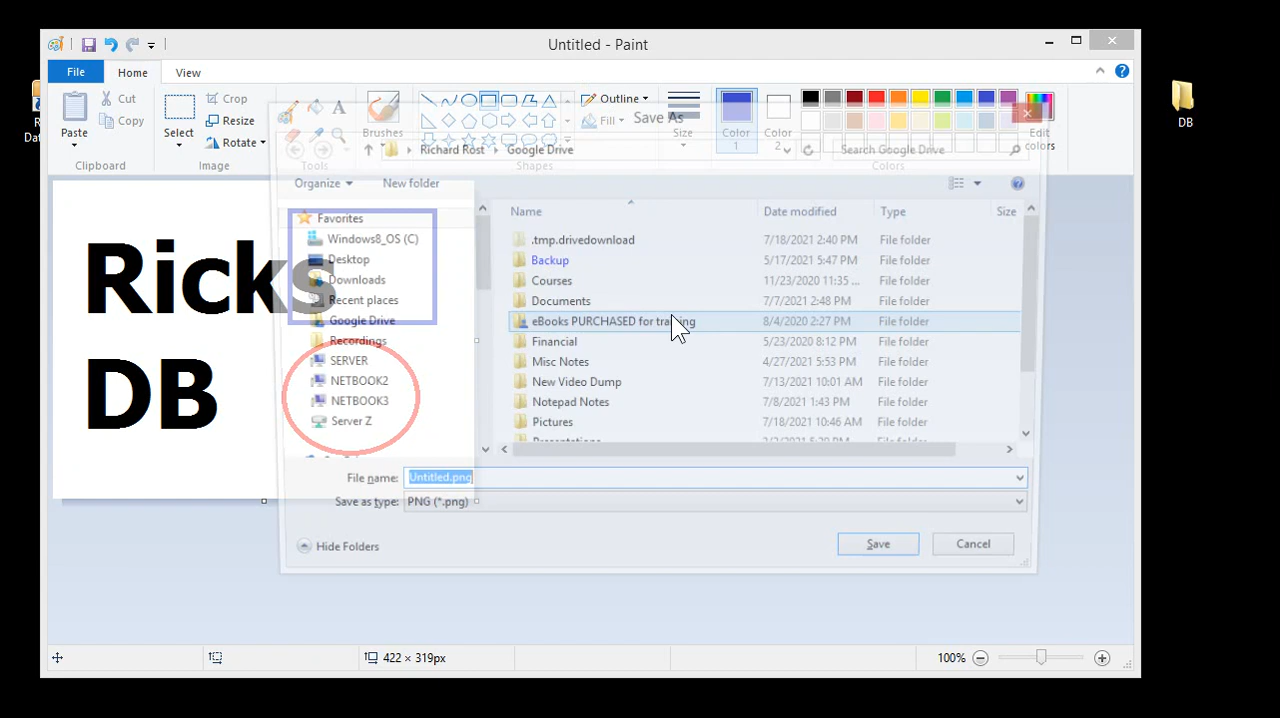 Untitled - Paint
File
Home
View
Paste
Cut
Copy
Clipboard
Select
Crop
Resize
Rotate
Image
A
Tools
Brushes
Shapes
Outline
Fill
Size
Color
1
Color
2
Edit
colors
Colors
DB
R
Dat
Save As
Richard Rost
Google Drive
Search Google Drive
Organize
New folder
Name
Date modified
Type
Size
Favorites
Windows8_OS (C)
Desktop
Downloads
Recent places
Google Drive
Recordings
SERVER
NETBOOK2
NETBOOK3
Server Z
.tmp.drivedownload 7/18/2021 2:40 PM File folder
Backup 5/17/2021 5:47 PM File folder
Courses 11/23/2020 11:35 ... File folder
Documents 7/7/2021 2:48 PM File folder
eBooks PURCHASED for training 8/4/2020 2:27 PM File folder
Financial 5/23/2020 8:12 PM File folder
Misc Notes 4/27/2021 5:53 PM File folder
New Video Dump 7/13/2021 10:01 AM File folder
Notepad Notes 7/8/2021 1:43 PM File folder
Pictures 7/18/2021 10:46 AM File folder
Ricks
DB
File name: Untitled.png
Save as type: PNG (*.png)
Hide Folders
Save
Cancel
422 × 319px
100%